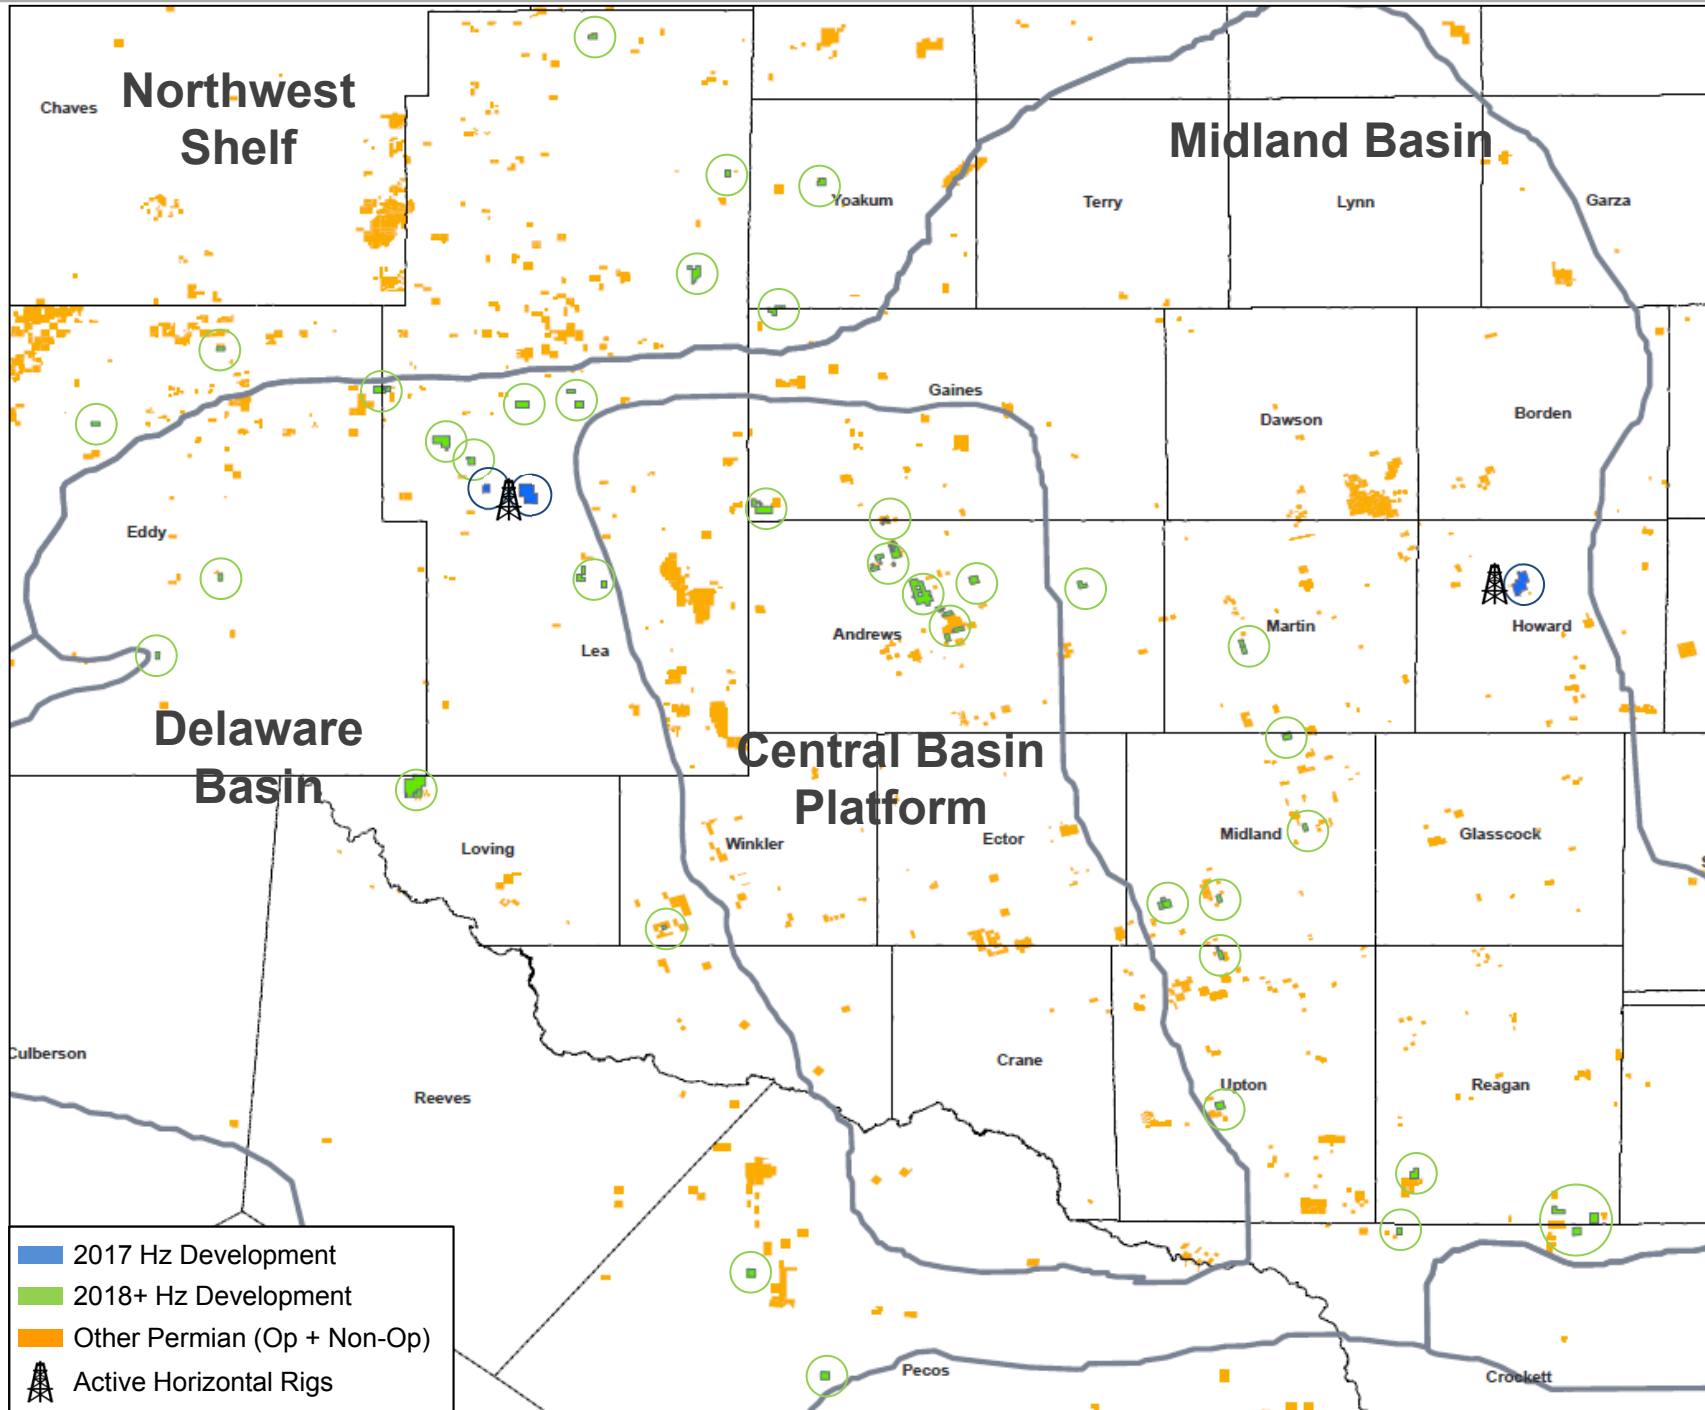 Northwest
Shelf
Chaves
Midland Basin
Yoakum
Terry
Lynn
Garza
Gaines
Dawson
Borden
Eddy
Lea
Andrews
Martin
Howard
Delaware
Basin
Central Basin
Platform
Loving
Winkler
Ector
Midland
Glasscock
Culberson
Reeves
Crane
Upton
Reagan
Pecos
Crockett
2017 Hz Development
2018+ Hz Development
Other Permian (Op + Non-Op)
Active Horizontal Rigs